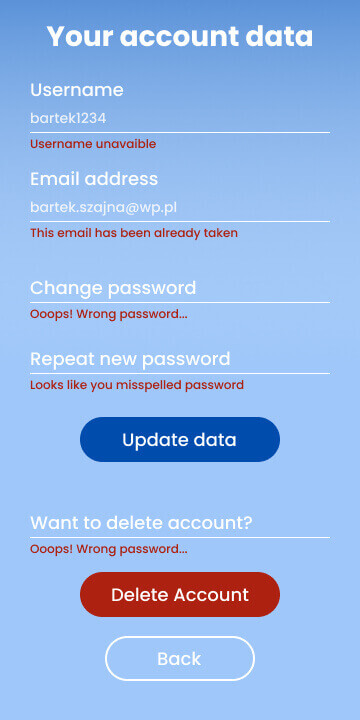 Your account data
Username
bartek1234
Username unavaible
Email address
bartek.szajna@wp.pl
This email has been already taken
Change password
Ooops! Wrong password...
Repeat new password
Looks like you misspelled password
Update data
Want to delete account?
Ooops! Wrong password...
Delete Account
Back